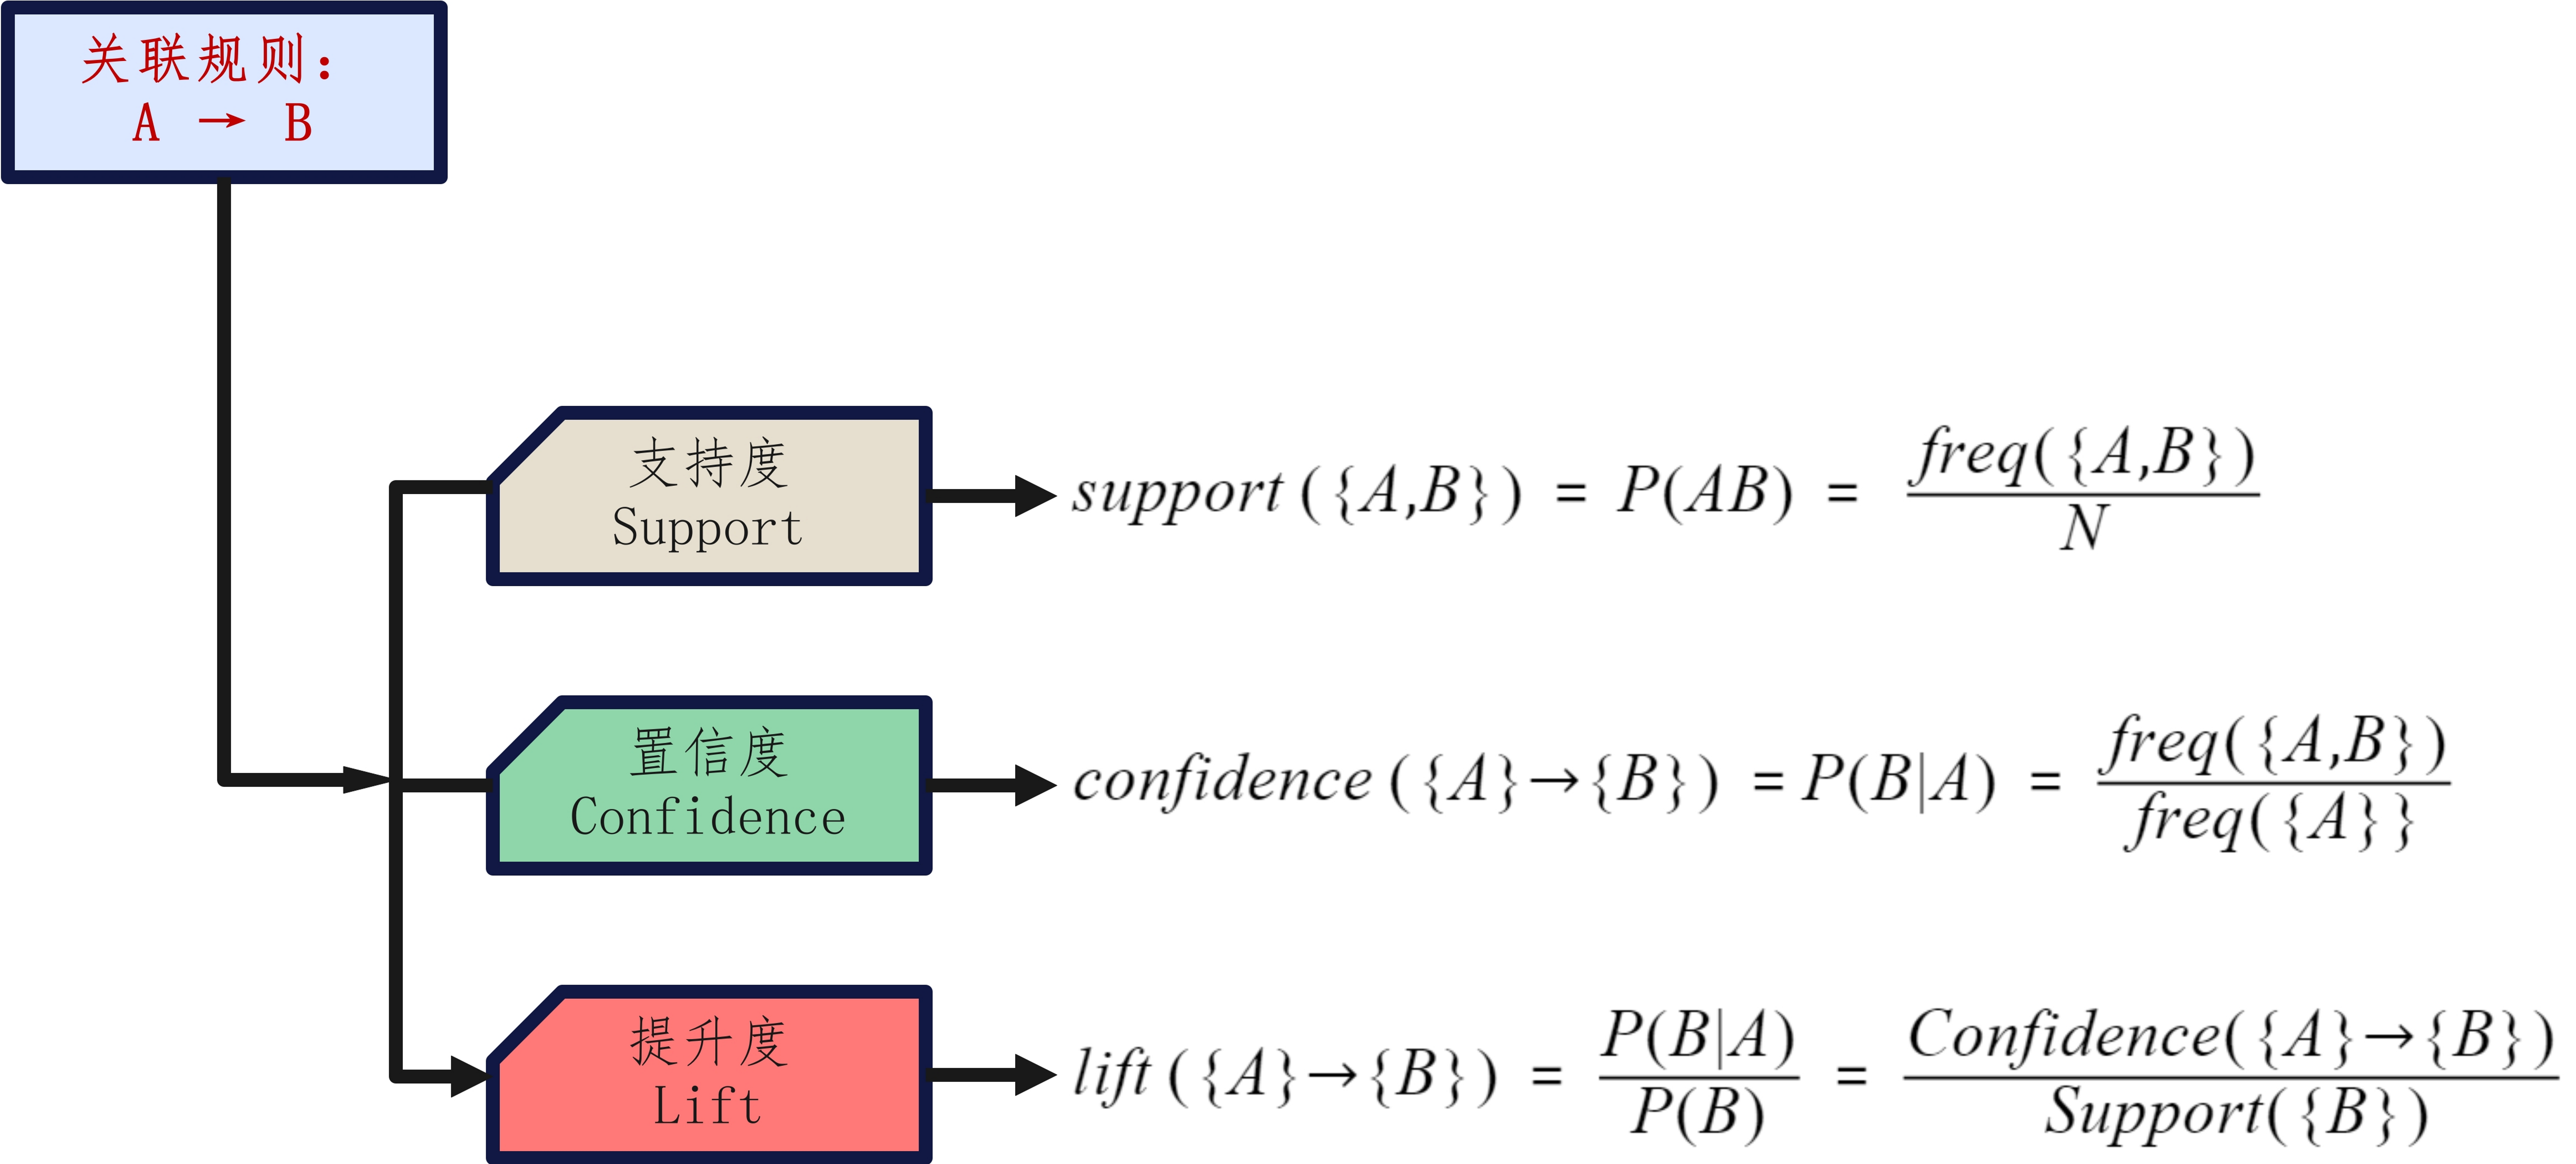 关联规则：
A → B
支持度
Support
support ({A,B}) = P(AB) = freq({A,B}) / N
置信度
Confidence
confidence ({A}→{B}) = P(B|A) = freq({A,B}) / freq({A}}
提升度
Lift
lift ({A}→{B}) = P(B|A) / P(B) = Confidence({A}→{B}) / Support({B})